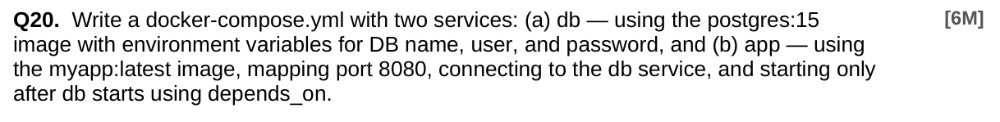 Q20. Write a docker-compose.yml with two services: (a) db — using the postgres:15 [6M]
image with environment variables for DB name, user, and password, and (b) app — using
the myapp:latest image, mapping port 8080, connecting to the db service, and starting only
after db starts using depends_on.